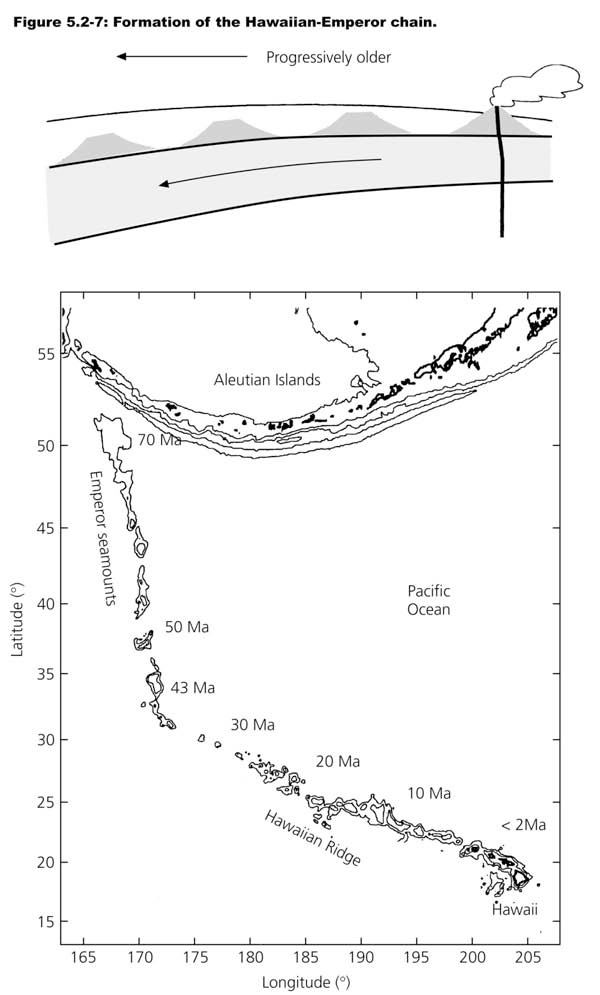 Figure 5.2-7: Formation of the Hawaiian-Emperor chain.
Progressively older
55
50
45
40
35
30
25
20
15
Latitude (°)
Aleutian Islands
70 Ma
Emperor seamounts
Pacific
Ocean
50 Ma
43 Ma
30 Ma
20 Ma
10 Ma
< 2Ma
Hawaiian Ridge
Hawaii
165
170
175
180
185
190
195
200
205
Longitude (°)